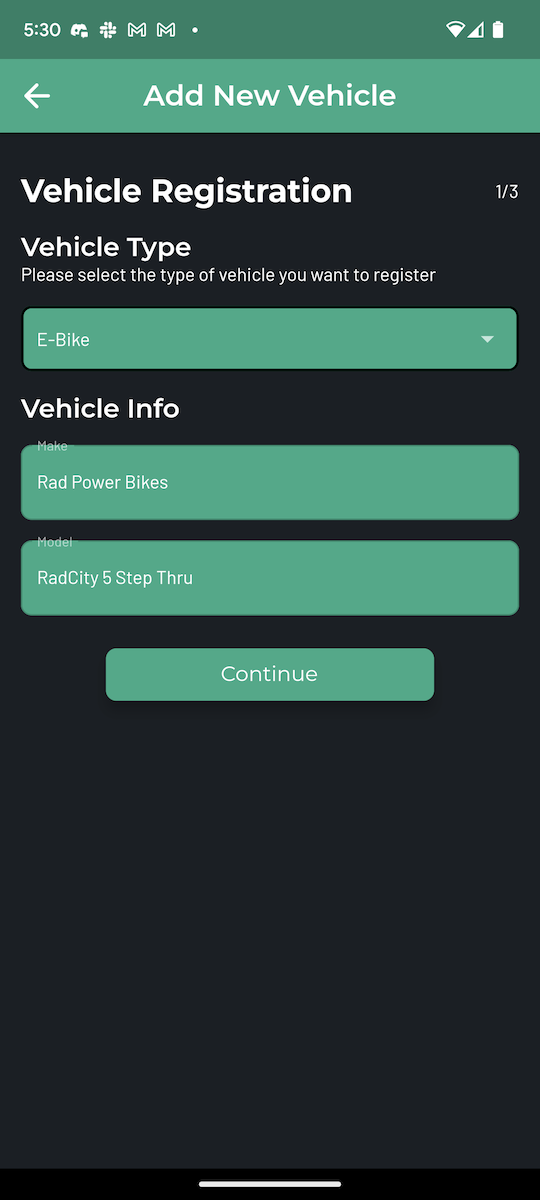 5:30
Add New Vehicle
Vehicle Registration
1/3
Vehicle Type
Please select the type of vehicle you want to register
E-Bike
Vehicle Info
Make
Rad Power Bikes
Model
RadCity 5 Step Thru
Continue